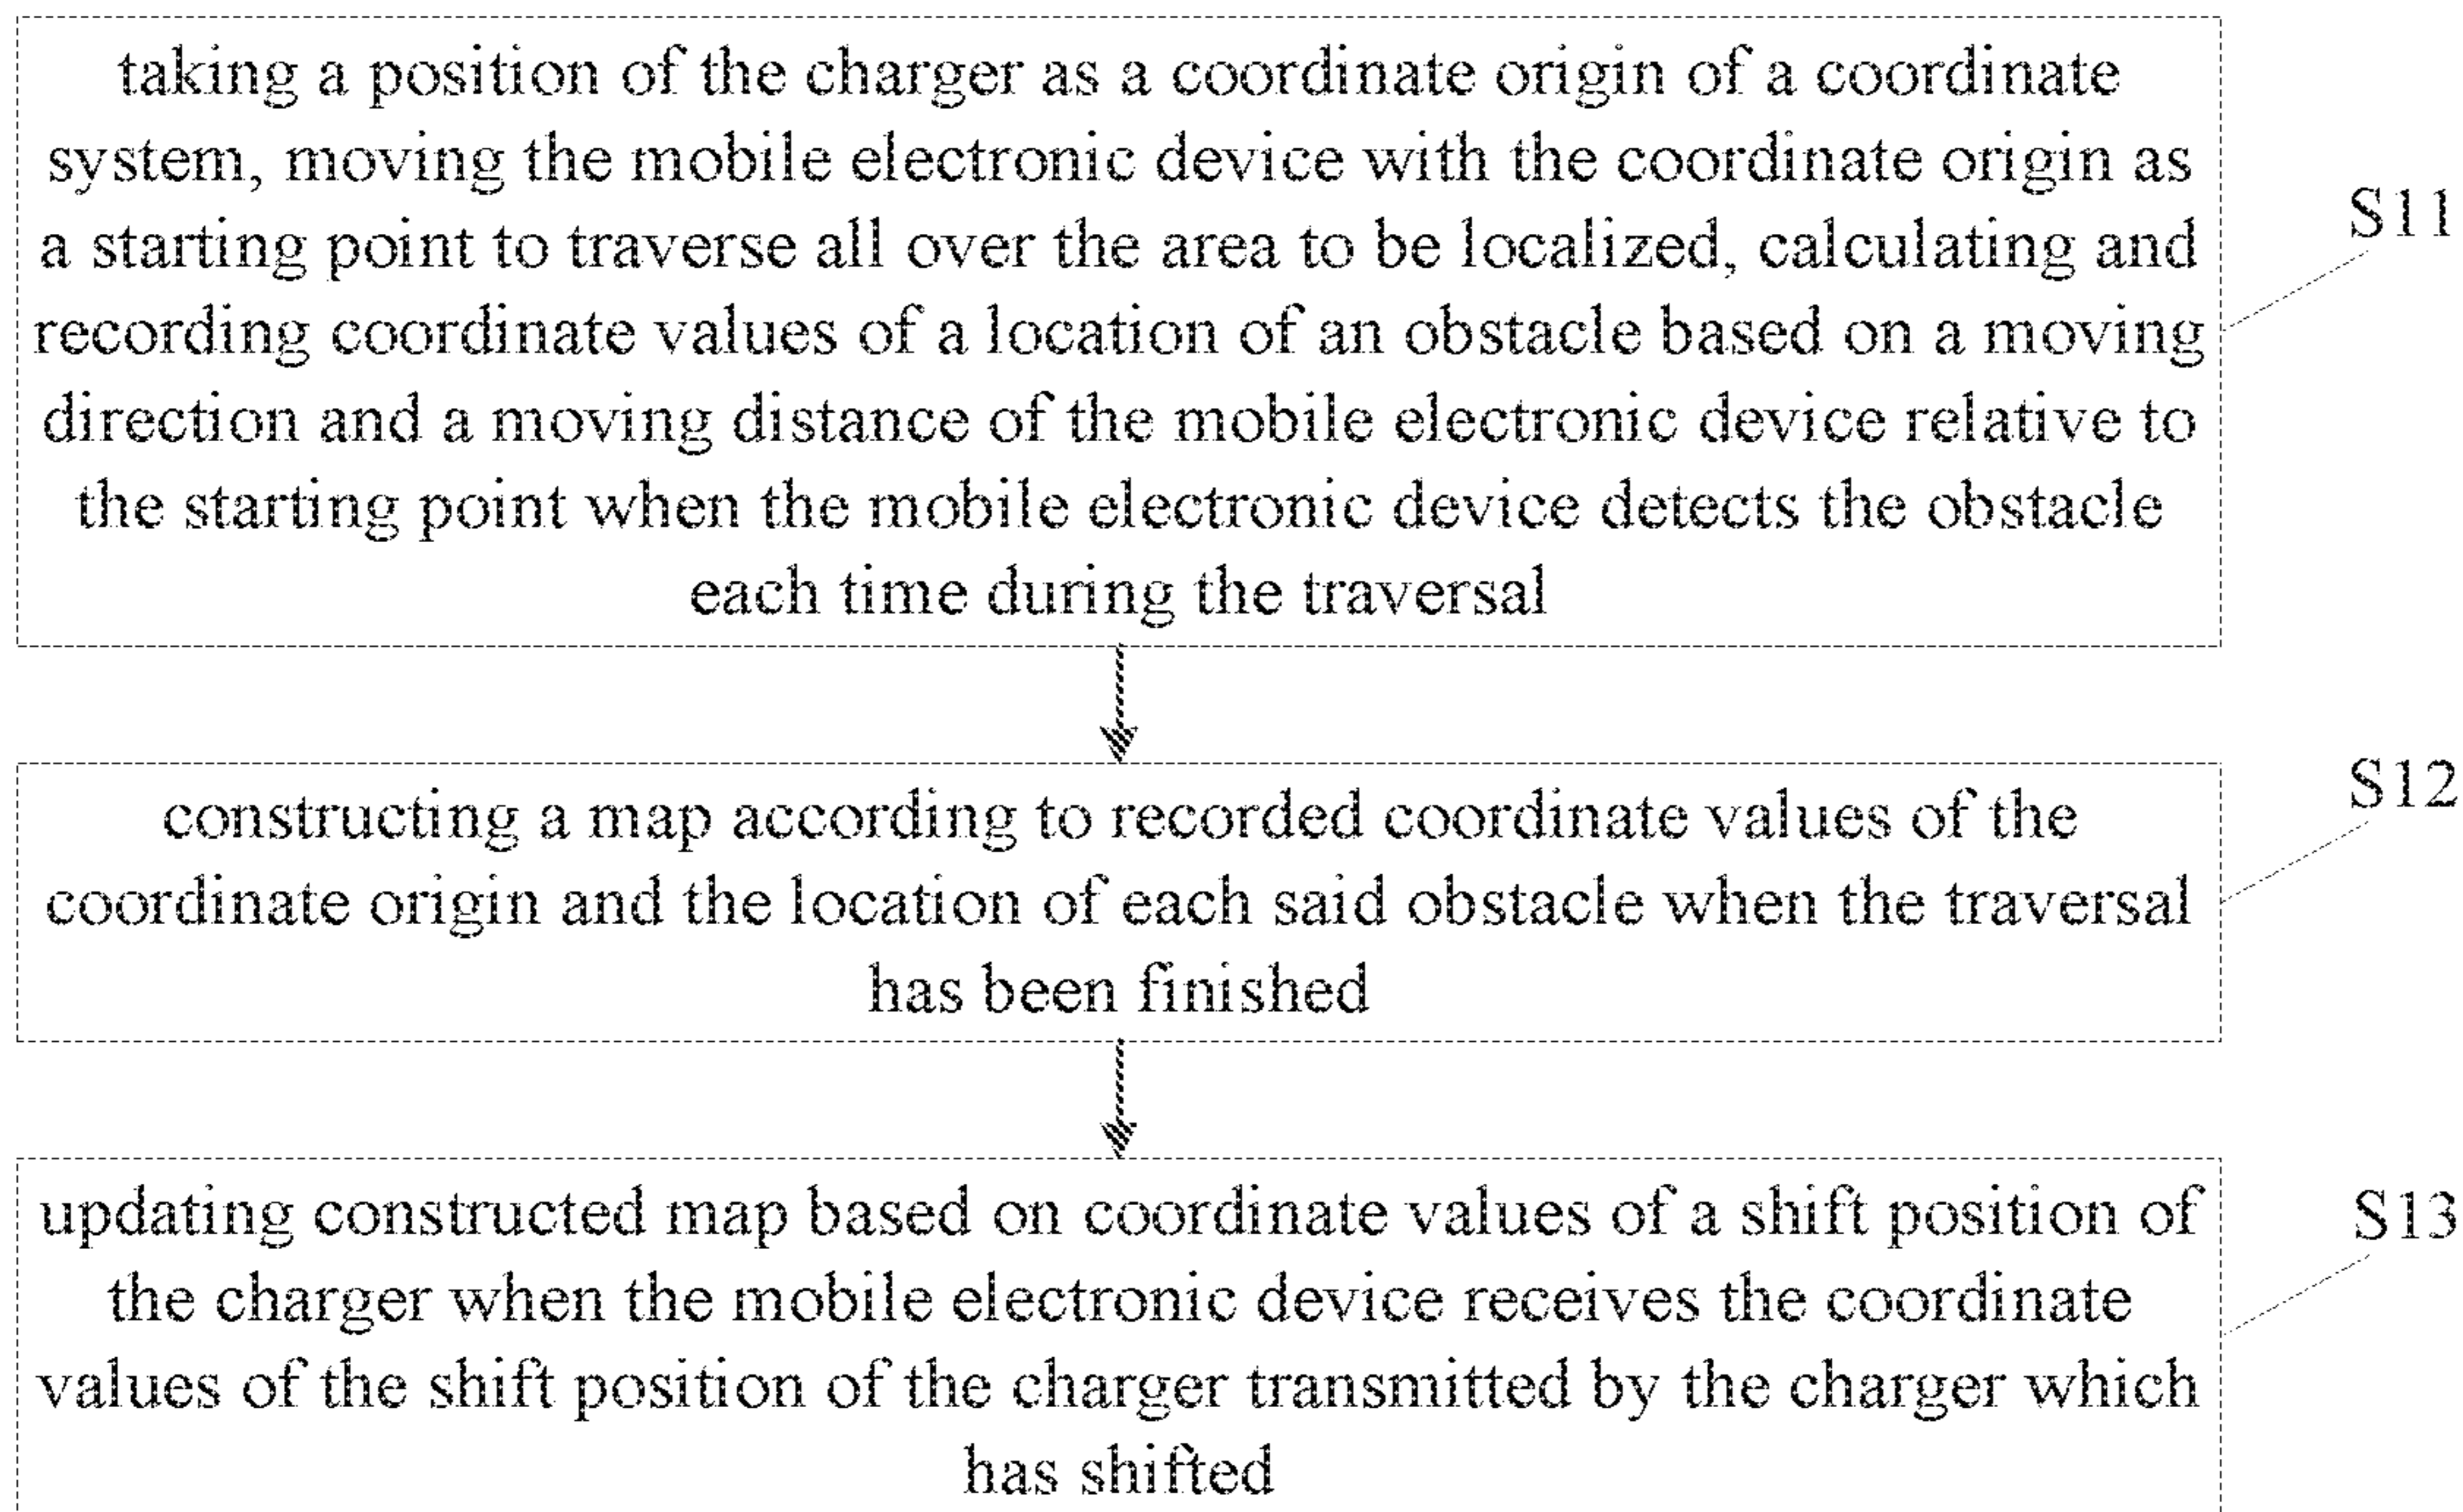 taking a position of the charger as a coordinate origin of a coordinate
system, moving the mobile electronic device with the coordinate origin as
a starting point to traverse all over the area to be localized, calculating and
recording coordinate values of a location of an obstacle based on a moving
direction and a moving distance of the mobile electronic device relative to
the starting point when the mobile electronic device detects the obstacle
each time during the traversal
S11
constructing a map according to recorded coordinate values of the
coordinate origin and the location of each said obstacle when the traversal
has been finished
S12
updating constructed map based on coordinate values of a shift position of
the charger when the mobile electronic device receives the coordinate
values of the shift position of the charger transmitted by the charger which
has shifted
S13